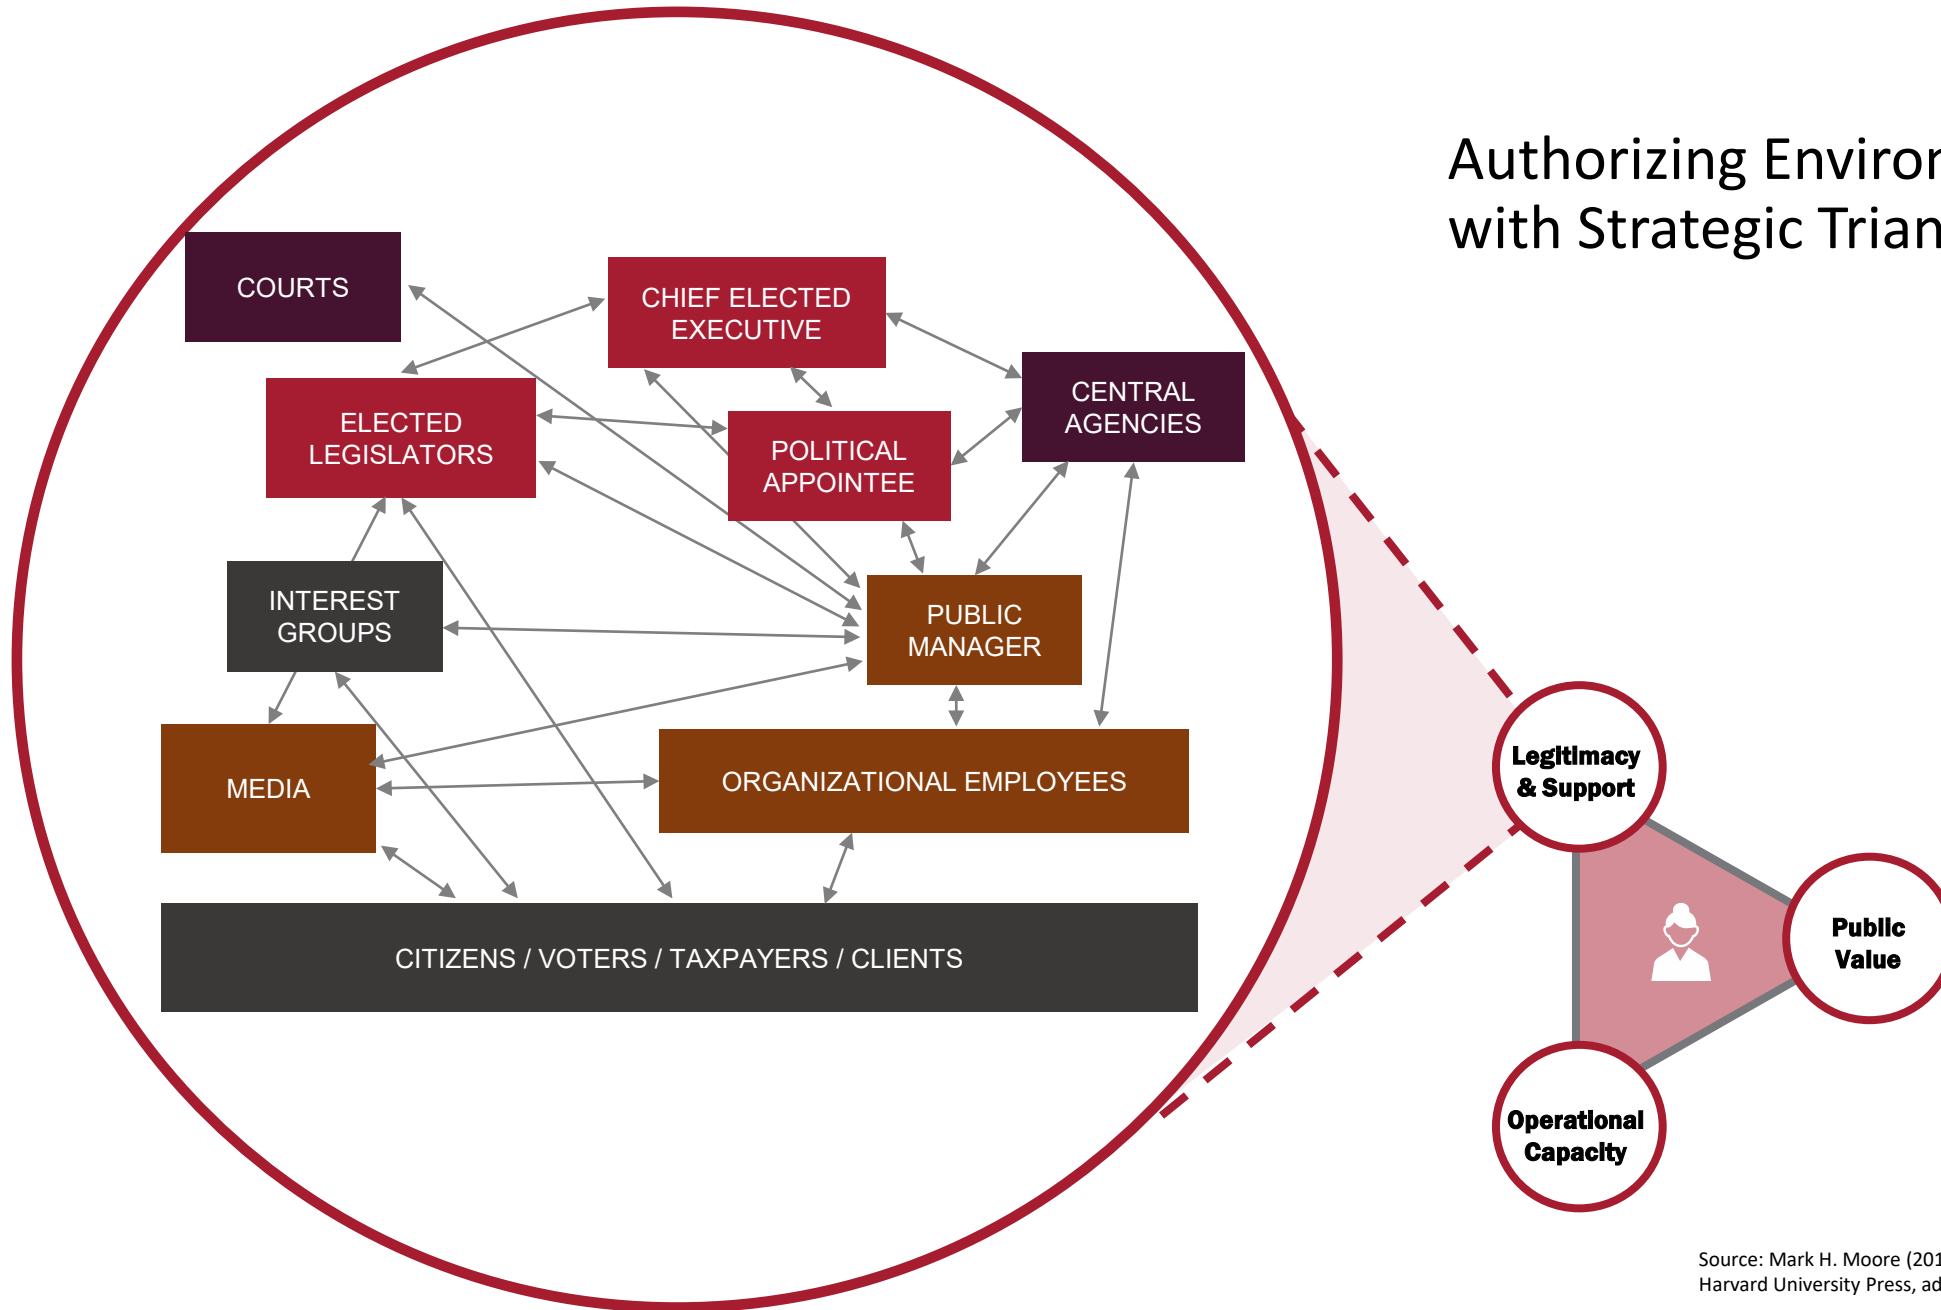 Authorizing Environ
with Strategic Trian
COURTS
CHIEF ELECTED
EXECUTIVE
CENTRAL
AGENCIES
ELECTED
LEGISLATORS
POLITICAL
APPOINTEE
INTEREST
GROUPS
PUBLIC
MANAGER
MEDIA
ORGANIZATIONAL EMPLOYEES
CITIZENS / VOTERS / TAXPAYERS / CLIENTS
Legitimacy
& Support
Public
Value
Operational
Capacity
Source: Mark H. Moore (201
Harvard University Press, ad